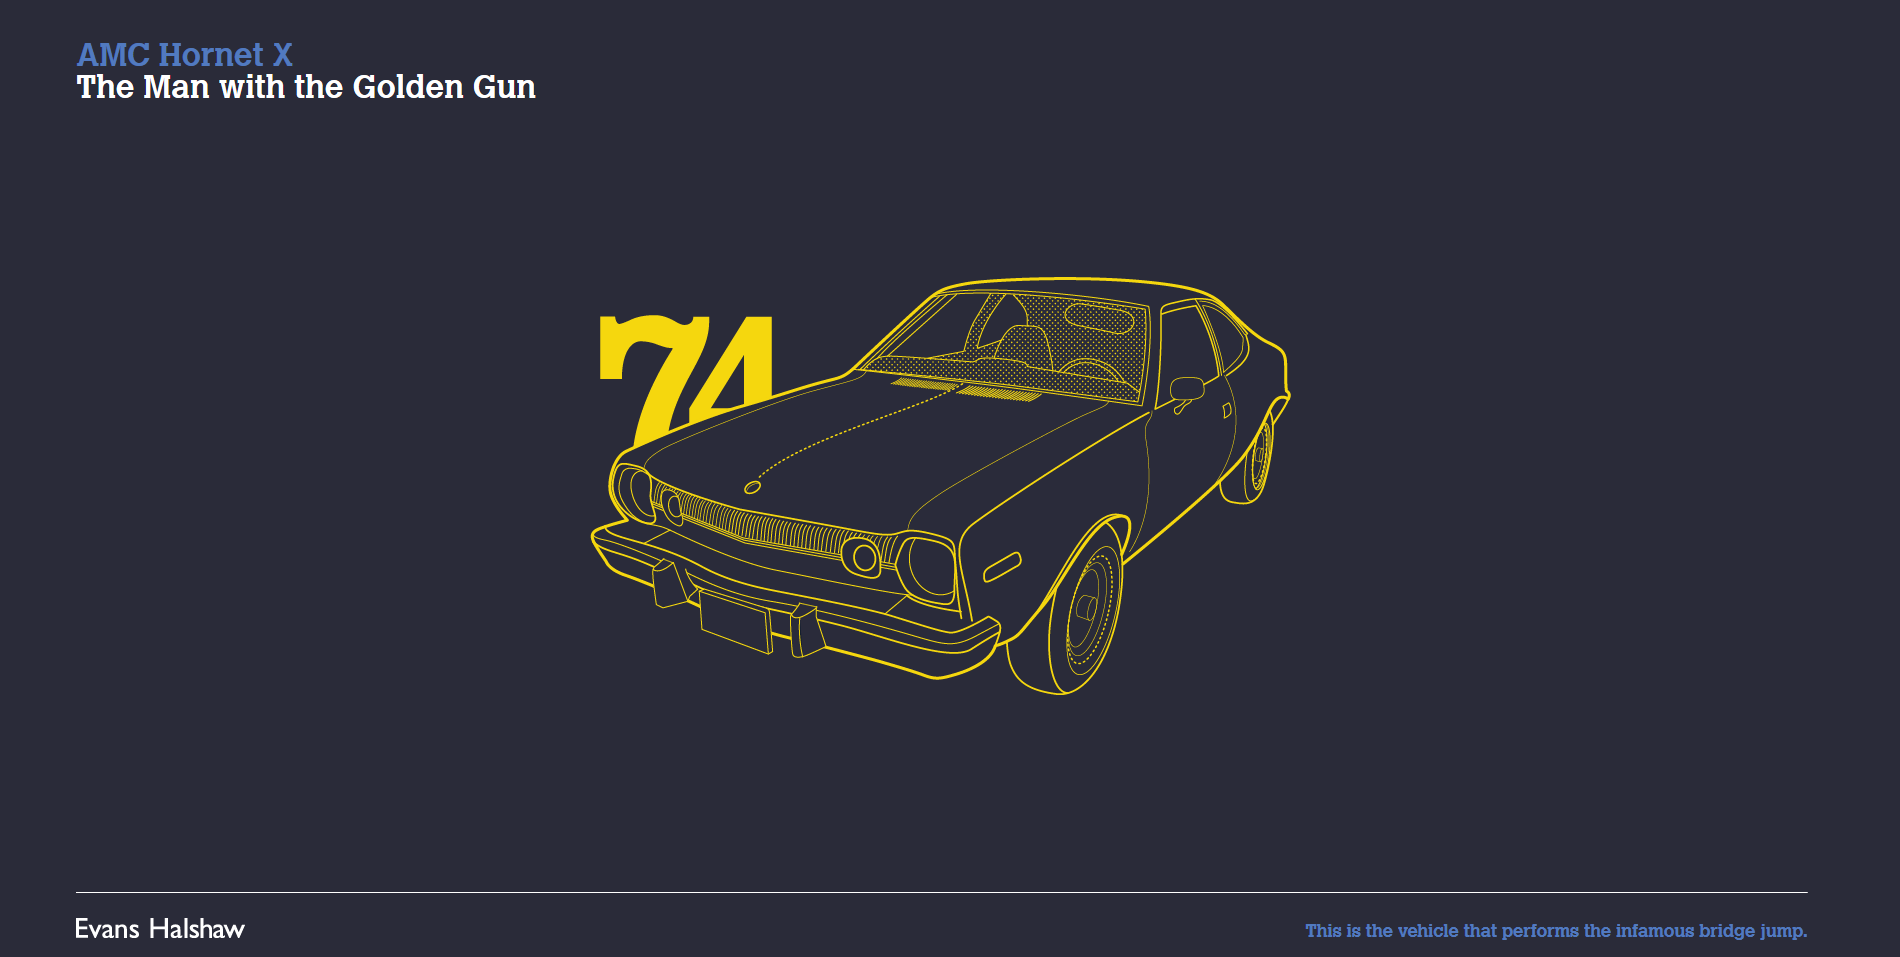 AMC Hornet X
The Man with the Golden Gun
74
Evans Halshaw
This is the vehicle that performs the infamous bridge jump.